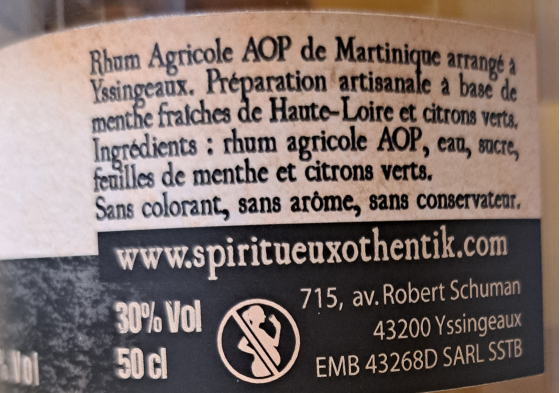 Rhum Agricole AOP de Martinique arrangé à
Yssingeaux. Préparation artisanale à base de
menthe fraîches de Haute-Loire et citrons verts.
Ingrédients : rhum agricole AOP, eau, sucre,
feuilles de menthe et citrons verts.
Sans colorant, sans arôme, sans conservateur.
www.spiritueuxothentik.com
30% Vol
50 cl
715, av. Robert Schuman
43200 Yssingeaux
EMB 43268D SARL SSTB
% Vol